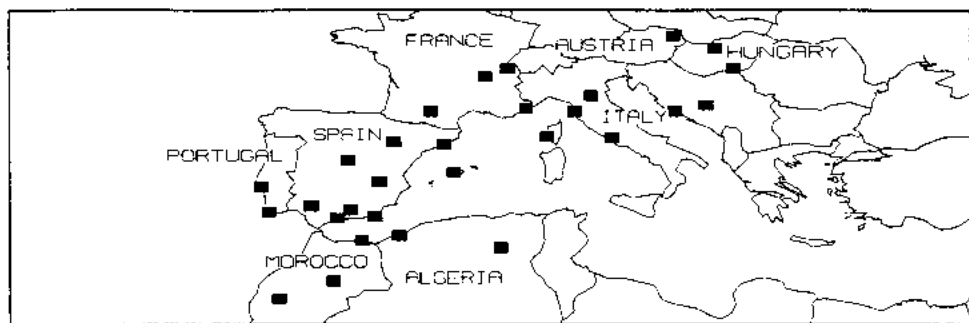 FRANCE
AUSTRIA
HUNGARY
ITALY
SPAIN
PORTUGAL
MOROCCO
ALGERIA